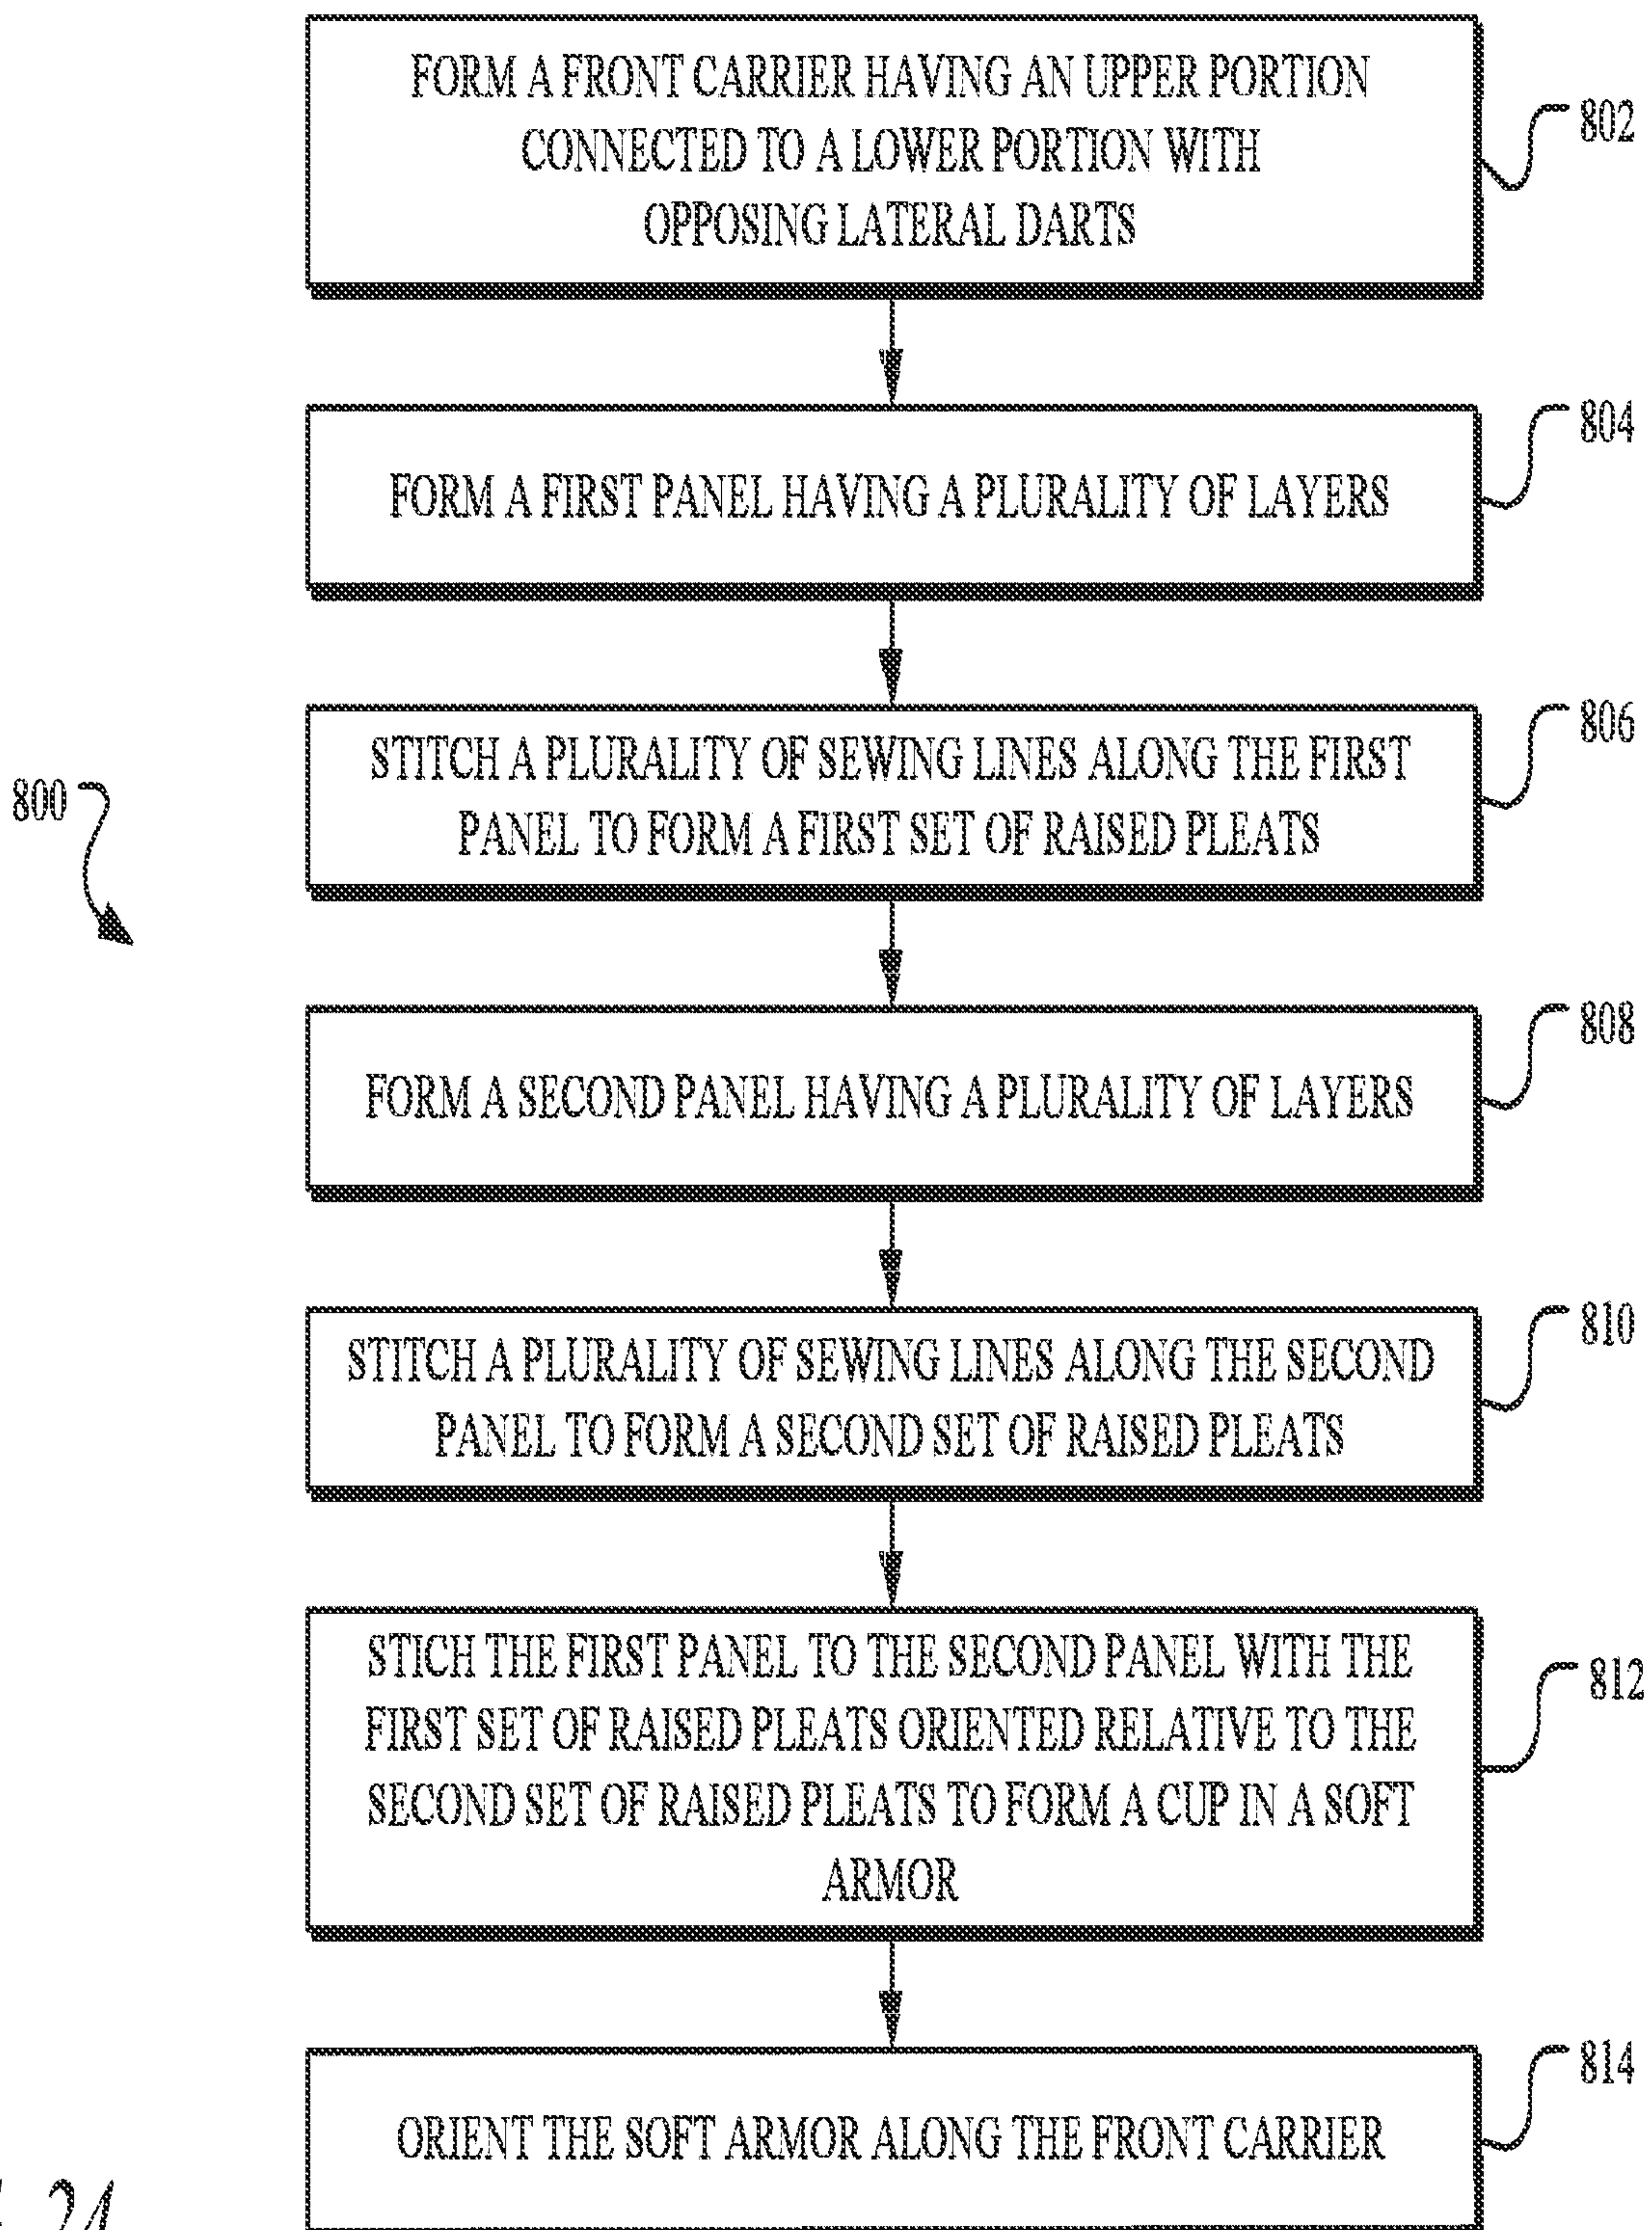 FORM A FRONT CARRIER HAVING AN UPPER PORTION
CONNECTED TO A LOWER PORTION WITH
OPPOSING LATERAL DARTS
802
FORM A FIRST PANEL HAVING A PLURALITY OF LAYERS
804
STITCH A PLURALITY OF SEWING LINES ALONG THE FIRST
PANEL TO FORM A FIRST SET OF RAISED PLEATS
806
800
FORM A SECOND PANEL HAVING A PLURALITY OF LAYERS
808
STITCH A PLURALITY OF SEWING LINES ALONG THE SECOND
PANEL TO FORM A SECOND SET OF RAISED PLEATS
810
STICH THE FIRST PANEL TO THE SECOND PANEL WITH THE
FIRST SET OF RAISED PLEATS ORIENTED RELATIVE TO THE
SECOND SET OF RAISED PLEATS TO FORM A CUP IN A SOFT
ARMOR
812
ORIENT THE SOFT ARMOR ALONG THE FRONT CARRIER
814
24